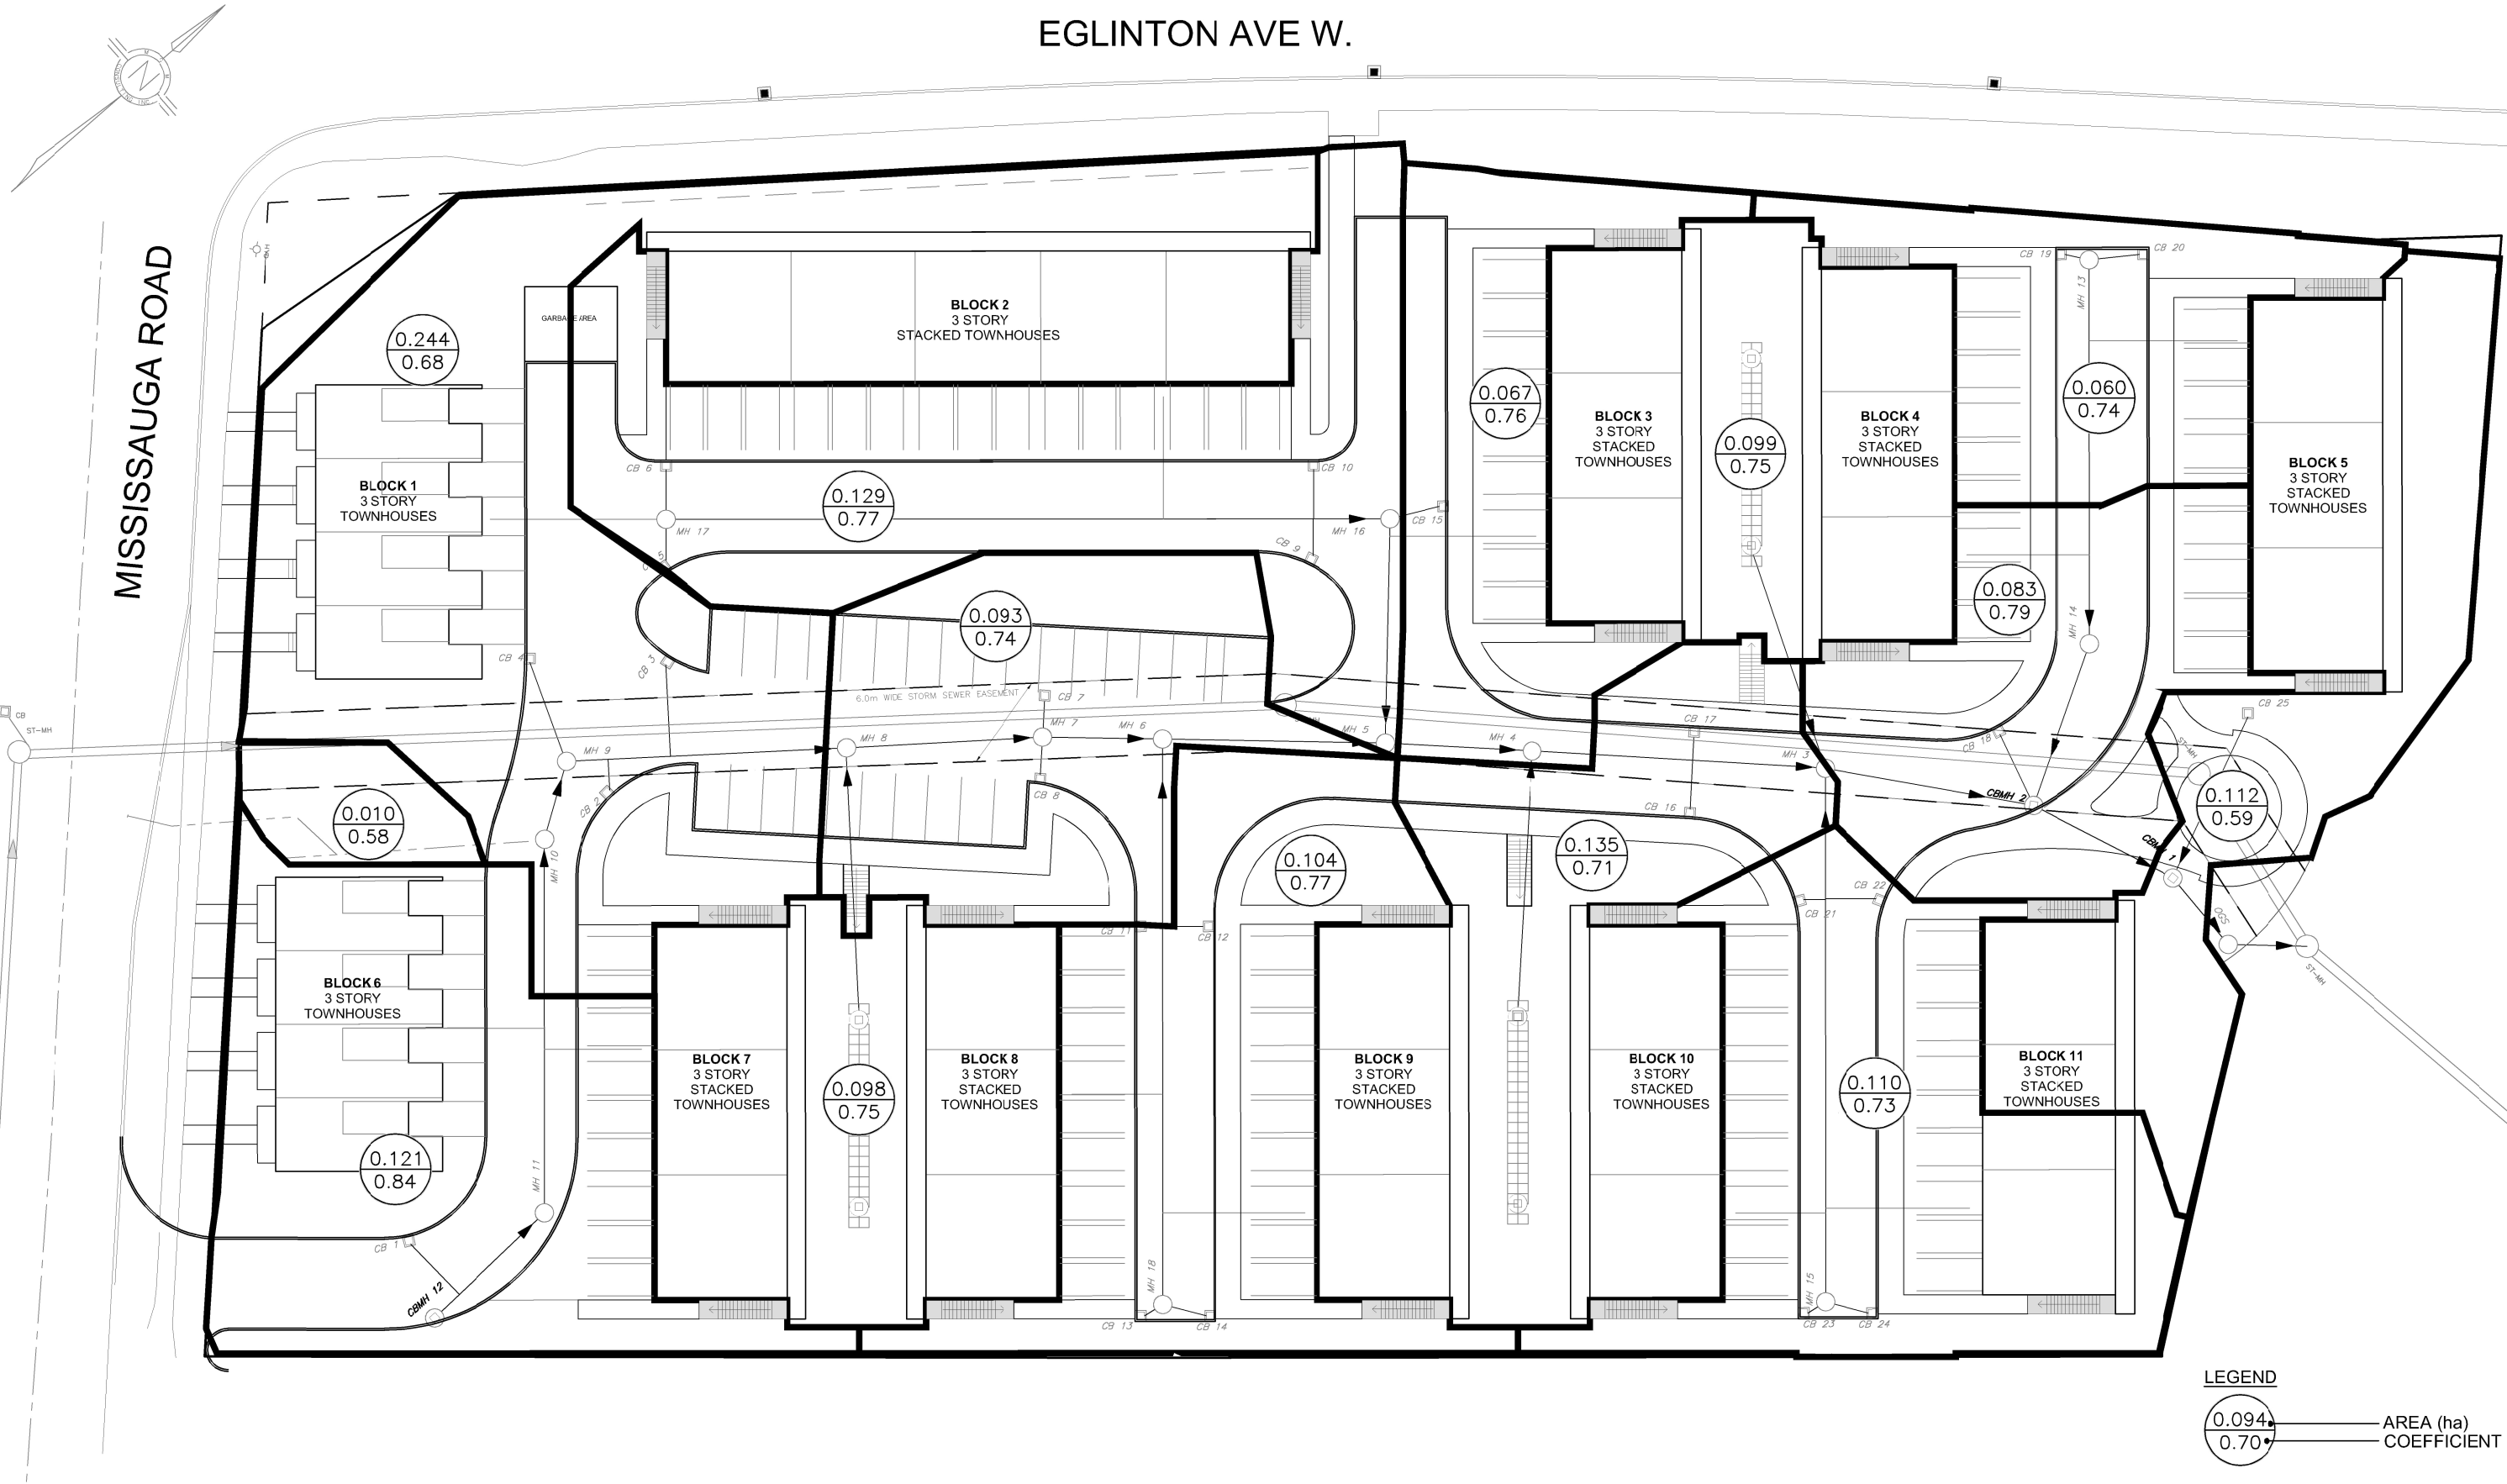 EGLINTON AVE W.
MISSISSAUGA ROAD
N
BLOCK 2
3 STORY
STACKED TOWNHOUSES
GARBAGE AREA
0.244
0.68
BLOCK 1
3 STORY
TOWNHOUSES
CB 6
CB 10
0.129
0.77
MH 17
MH 16
CB 15
CB 9
0.067
0.76
BLOCK 3
3 STORY
STACKED
TOWNHOUSES
0.099
0.75
BLOCK 4
3 STORY
STACKED
TOWNHOUSES
CB 19
CB 20
MH 13
0.060
0.74
BLOCK 5
3 STORY
STACKED
TOWNHOUSES
0.083
0.79
MH 14
0.093
0.74
CB 4
CB 3
6.0m WIDE STORM SEWER EASEMENT
CB 7
CB
ST-MH
MH 9
MH 8
MH 7
MH 6
MH 5
MH 4
CB 17
MH 3
CB 18
CB 25
ST-MH
CB 2
CB 8
CB 16
CBMH 2
0.112
0.59
0.010
0.58
MH 10
0.104
0.77
0.135
0.71
CBMH 1
CB 22
CB 21
CB 11
CB 12
OGS
ST-MH
BLOCK 6
3 STORY
TOWNHOUSES
BLOCK 7
3 STORY
STACKED
TOWNHOUSES
0.098
0.75
BLOCK 8
3 STORY
STACKED
TOWNHOUSES
BLOCK 9
3 STORY
STACKED
TOWNHOUSES
BLOCK 10
3 STORY
STACKED
TOWNHOUSES
0.110
0.73
BLOCK 11
3 STORY
STACKED
TOWNHOUSES
0.121
0.84
MH 11
CB 1
CBMH 12
MH 18
CB 13
CB 14
MH 15
CB 23
CB 24
LEGEND
0.094
0.70
AREA (ha)
COEFFICIENT